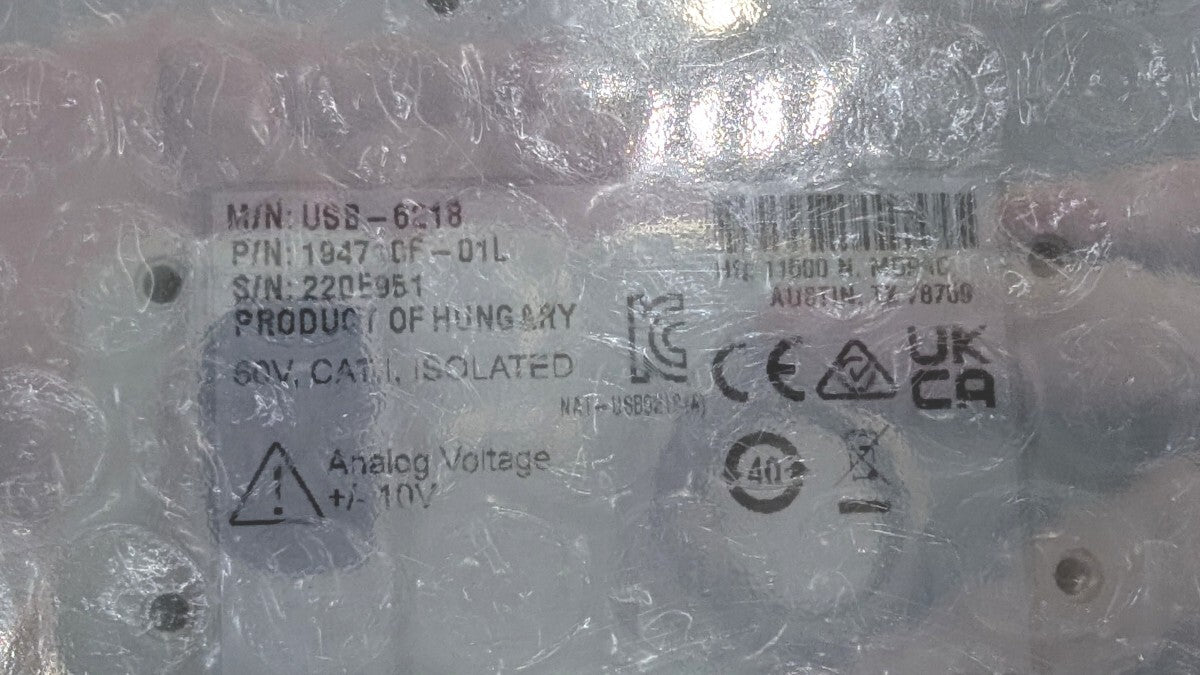 M/N: USB-6218
P/N:
S/N: 220E951
PRODUCT OF HUNGARY
60V, CAT I, ISOLATED
Analog Voltage
+/- 10V
11500 N.
AUSTIN, TX 78759
CE
UK
CA
40